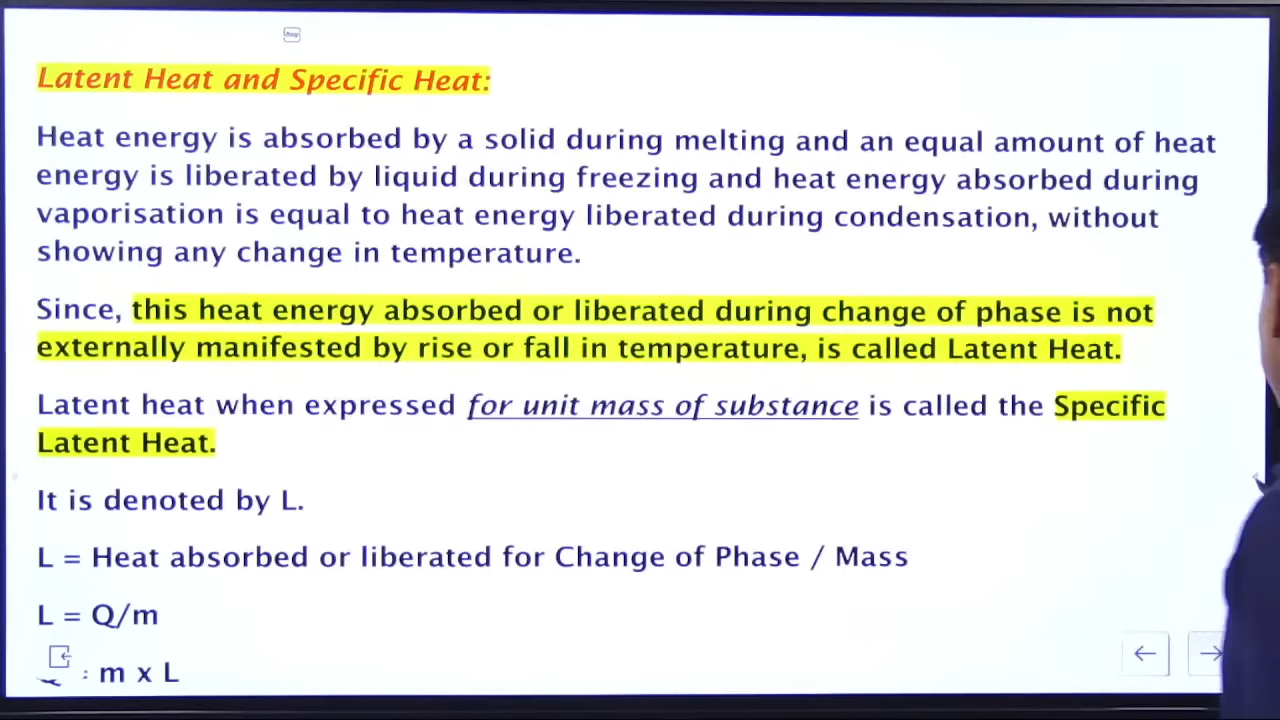 Latent Heat and Specific Heat:
Heat energy is absorbed by a solid during melting and an equal amount of heat
energy is liberated by liquid during freezing and heat energy absorbed during
vaporisation is equal to heat energy liberated during condensation, without
showing any change in temperature.
Since, this heat energy absorbed or liberated during change of phase is not
externally manifested by rise or fall in temperature, is called Latent Heat.
Latent heat when expressed for unit mass of substance is called the Specific
Latent Heat.
It is denoted by L.
L = Heat absorbed or liberated for Change of Phase / Mass
L = Q/m
m x L